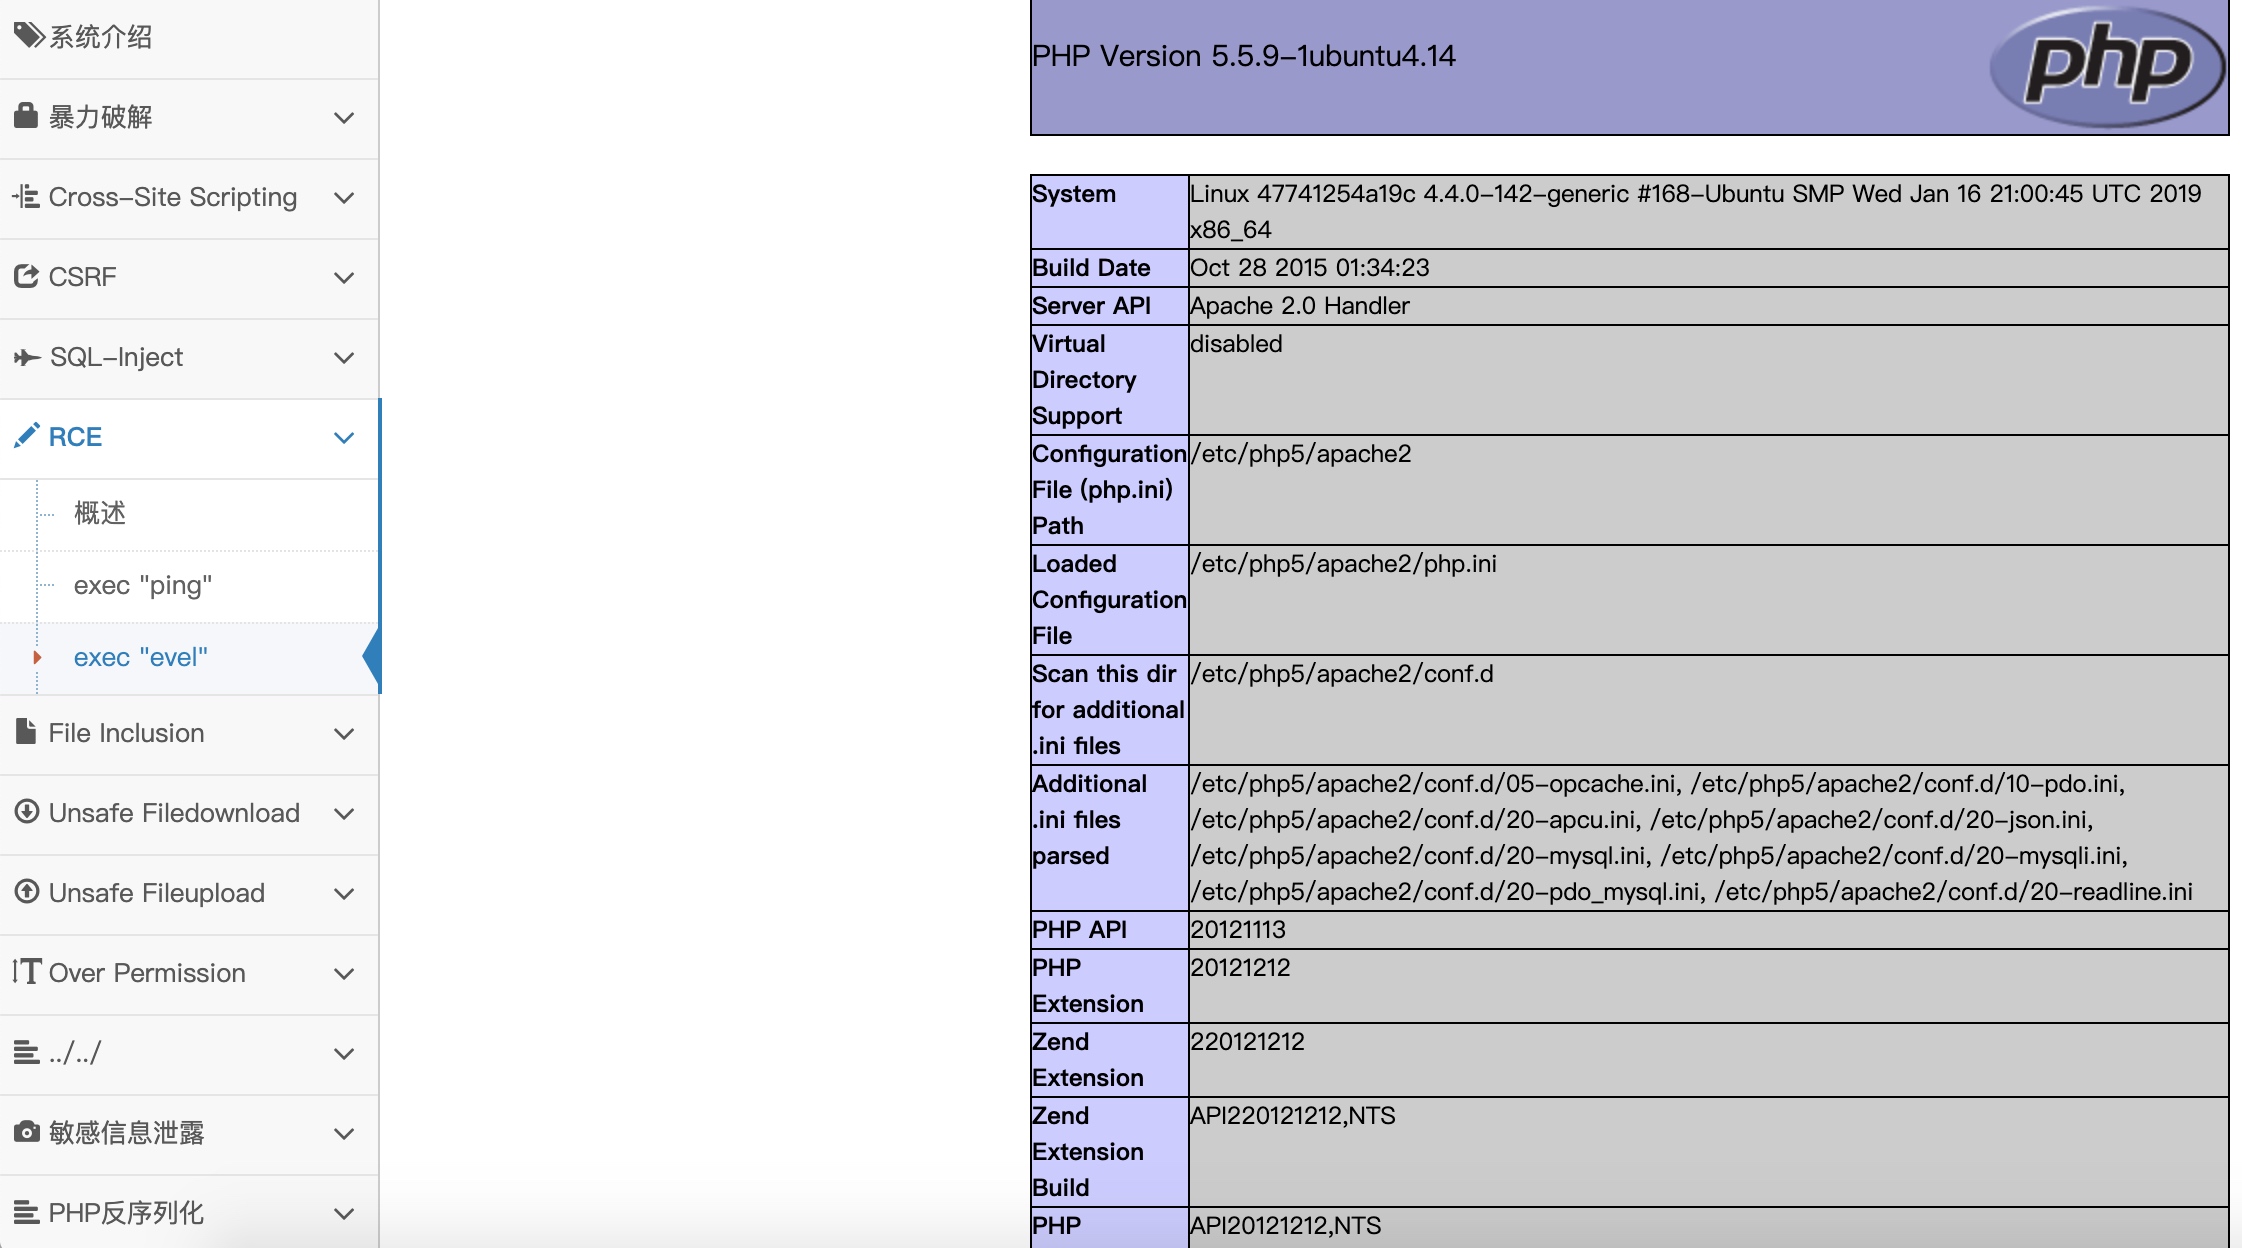 系统介绍
暴力破解
Cross-Site Scripting
CSRF
SQL-Inject
RCE
概述
exec "ping"
exec "evel"
File Inclusion
Unsafe Filedownload
Unsafe Fileupload
Over Permission
../../
敏感信息泄露
PHP反序列化
PHP Version 5.5.9-1ubuntu4.14
php
System
Linux 47741254a19c 4.4.0-142-generic #168-Ubuntu SMP Wed Jan 16 21:00:45 UTC 2019
x86_64
Build Date
Oct 28 2015 01:34:23
Server API
Apache 2.0 Handler
Virtual
Directory
Support
disabled
Configuration
File (php.ini)
Path
/etc/php5/apache2
Loaded
Configuration
File
/etc/php5/apache2/php.ini
Scan this dir
for additional
.ini files
/etc/php5/apache2/conf.d
Additional
.ini files
parsed
/etc/php5/apache2/conf.d/05-opcache.ini, /etc/php5/apache2/conf.d/10-pdo.ini,
/etc/php5/apache2/conf.d/20-apcu.ini, /etc/php5/apache2/conf.d/20-json.ini,
/etc/php5/apache2/conf.d/20-mysql.ini, /etc/php5/apache2/conf.d/20-mysqli.ini,
/etc/php5/apache2/conf.d/20-pdo_mysql.ini, /etc/php5/apache2/conf.d/20-readline.ini
PHP API
20121113
PHP
Extension
20121212
Zend
Extension
220121212
Zend
Extension
Build
API220121212,NTS
PHP
API20121212,NTS